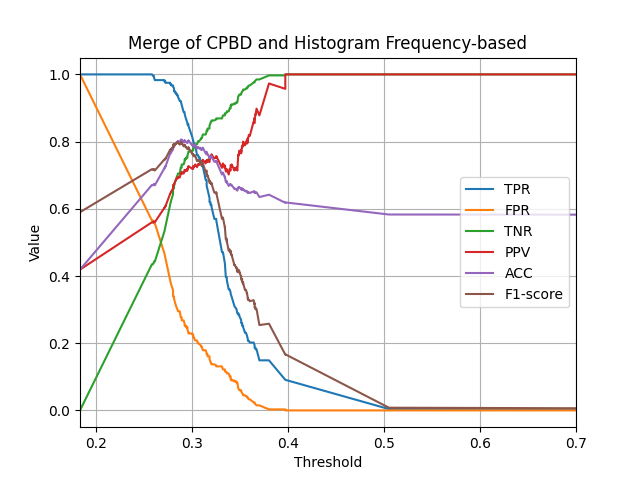 Merge of CPBD and Histogram Frequency-based
Value
1.0
0.8
0.6
0.4
0.2
0.0
TPR
FPR
TNR
PPV
ACC
F1-score
0.2 0.3 0.4 0.5 0.6 0.7
Threshold